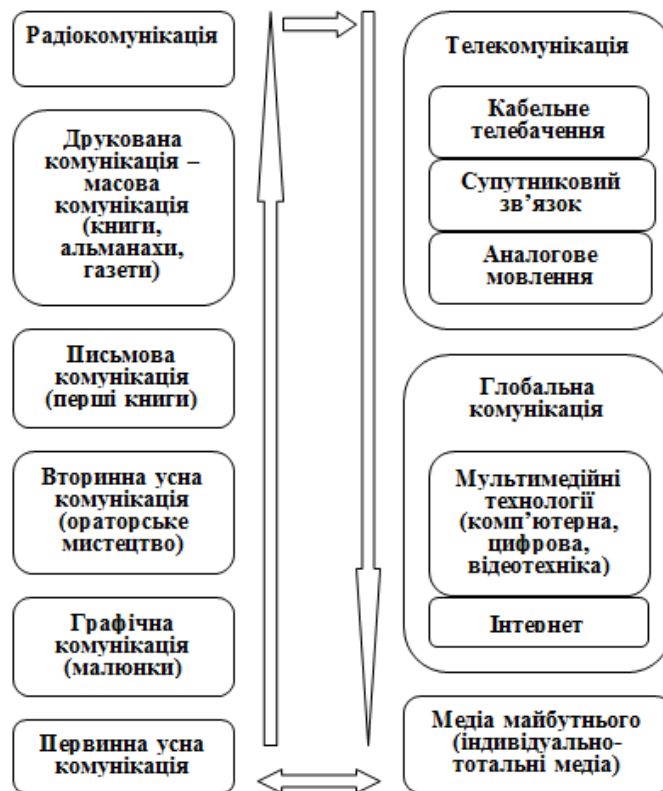 Радіокомунікація
Друкована
комунікація –
масова
комунікація
(книги,
альманахи,
газети)
Письмова
комунікація
(перші книги)
Вторинна усна
комунікація
(ораторське
мистецтво)
Графічна
комунікація
(малюнки)
Первинна усна
комунікація
Телекомунікація
Кабельне
телебачення
Супутниковий
зв’язок
Аналогове
мовлення
Глобальна
комунікація
Мультимедійні
технології
(комп’ютерна,
цифрова,
відеотехніка)
Інтернет
Медіа майбутнього
(індивідуально-
тотальні медіа)